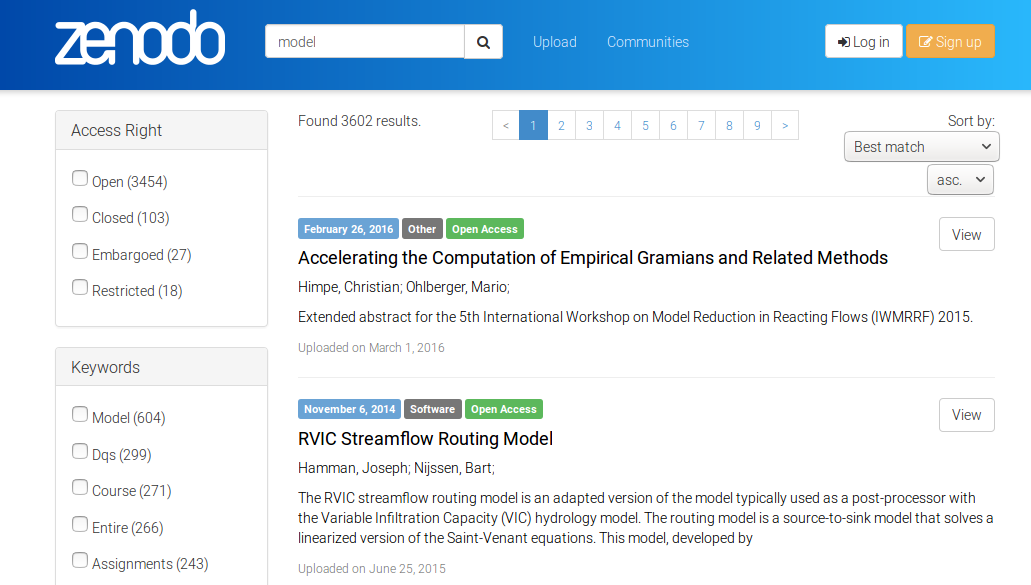 zenodo
model
Upload
Communities
Log in
Sign up
Access Right
Open (3454)
Closed (103)
Embargoed (27)
Restricted (18)
Keywords
Model (604)
Dqs (299)
Course (271)
Entire (266)
Assignments (243)
Found 3602 results.
< 1 2 3 4 5 6 7 8 9 >
Sort by:
Best match
asc.
February 26, 2016 Other Open Access
View
Accelerating the Computation of Empirical Gramians and Related Methods
Himpe, Christian; Ohlberger, Mario;
Extended abstract for the 5th International Workshop on Model Reduction in Reacting Flows (IWMRRF) 2015.
Uploaded on March 1, 2016
November 6, 2014 Software Open Access
View
RVIC Streamflow Routing Model
Hamman, Joseph; Nijssen, Bart;
The RVIC streamflow routing model is an adapted version of the model typically used as a post-processor with
the Variable Infiltration Capacity (VIC) hydrology model. The routing model is a source-to-sink model that solves a
linearized version of the Saint-Venant equations. This model, developed by
Uploaded on June 25, 2015